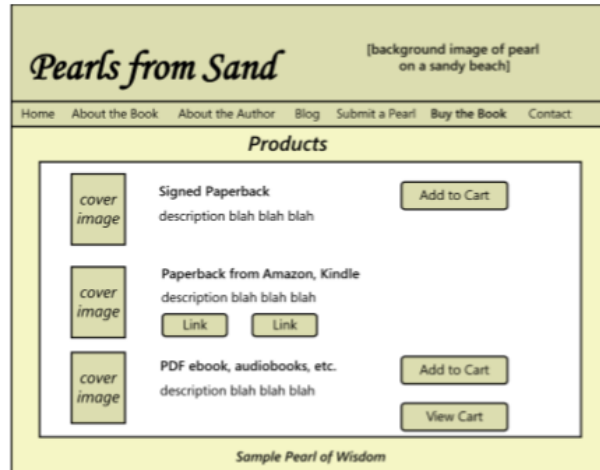 Pearls from Sand
[background image of pearl
on a sandy beach]
Home About the Book About the Author Blog Submit a Pearl Buy the Book Contact
Products
cover
image
Signed Paperback
description blah blah blah
Add to Cart
cover
image
Paperback from Amazon, Kindle
description blah blah blah
Link Link
cover
image
PDF ebook, audiobooks, etc.
description blah blah blah
Add to Cart
View Cart
Sample Pearl of Wisdom